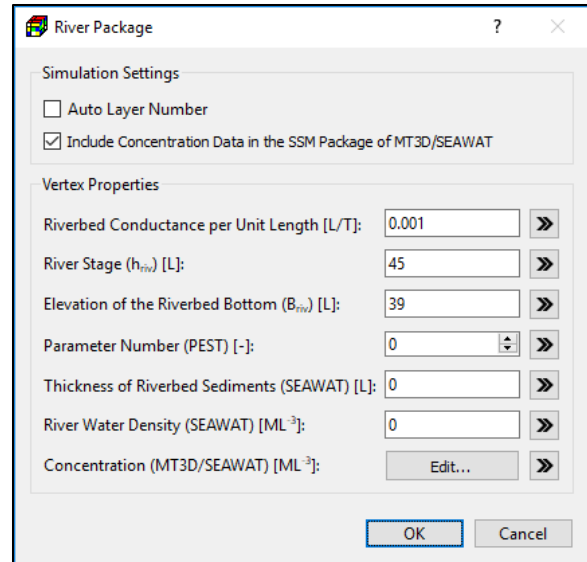 River Package
?
Simulation Settings
Auto Layer Number
Include Concentration Data in the SSM Package of MT3D/SEAWAT
Vertex Properties
Riverbed Conductance per Unit Length [L/T]: 0.001
River Stage (hriv) [L]: 45
Elevation of the Riverbed Bottom (Briv) [L]: 39
Parameter Number (PEST) [-]: 0
Thickness of Riverbed Sediments (SEAWAT) [L]: 0
River Water Density (SEAWAT) [ML⁻³]: 0
Concentration (MT3D/SEAWAT) [ML⁻³]: Edit...
OK Cancel